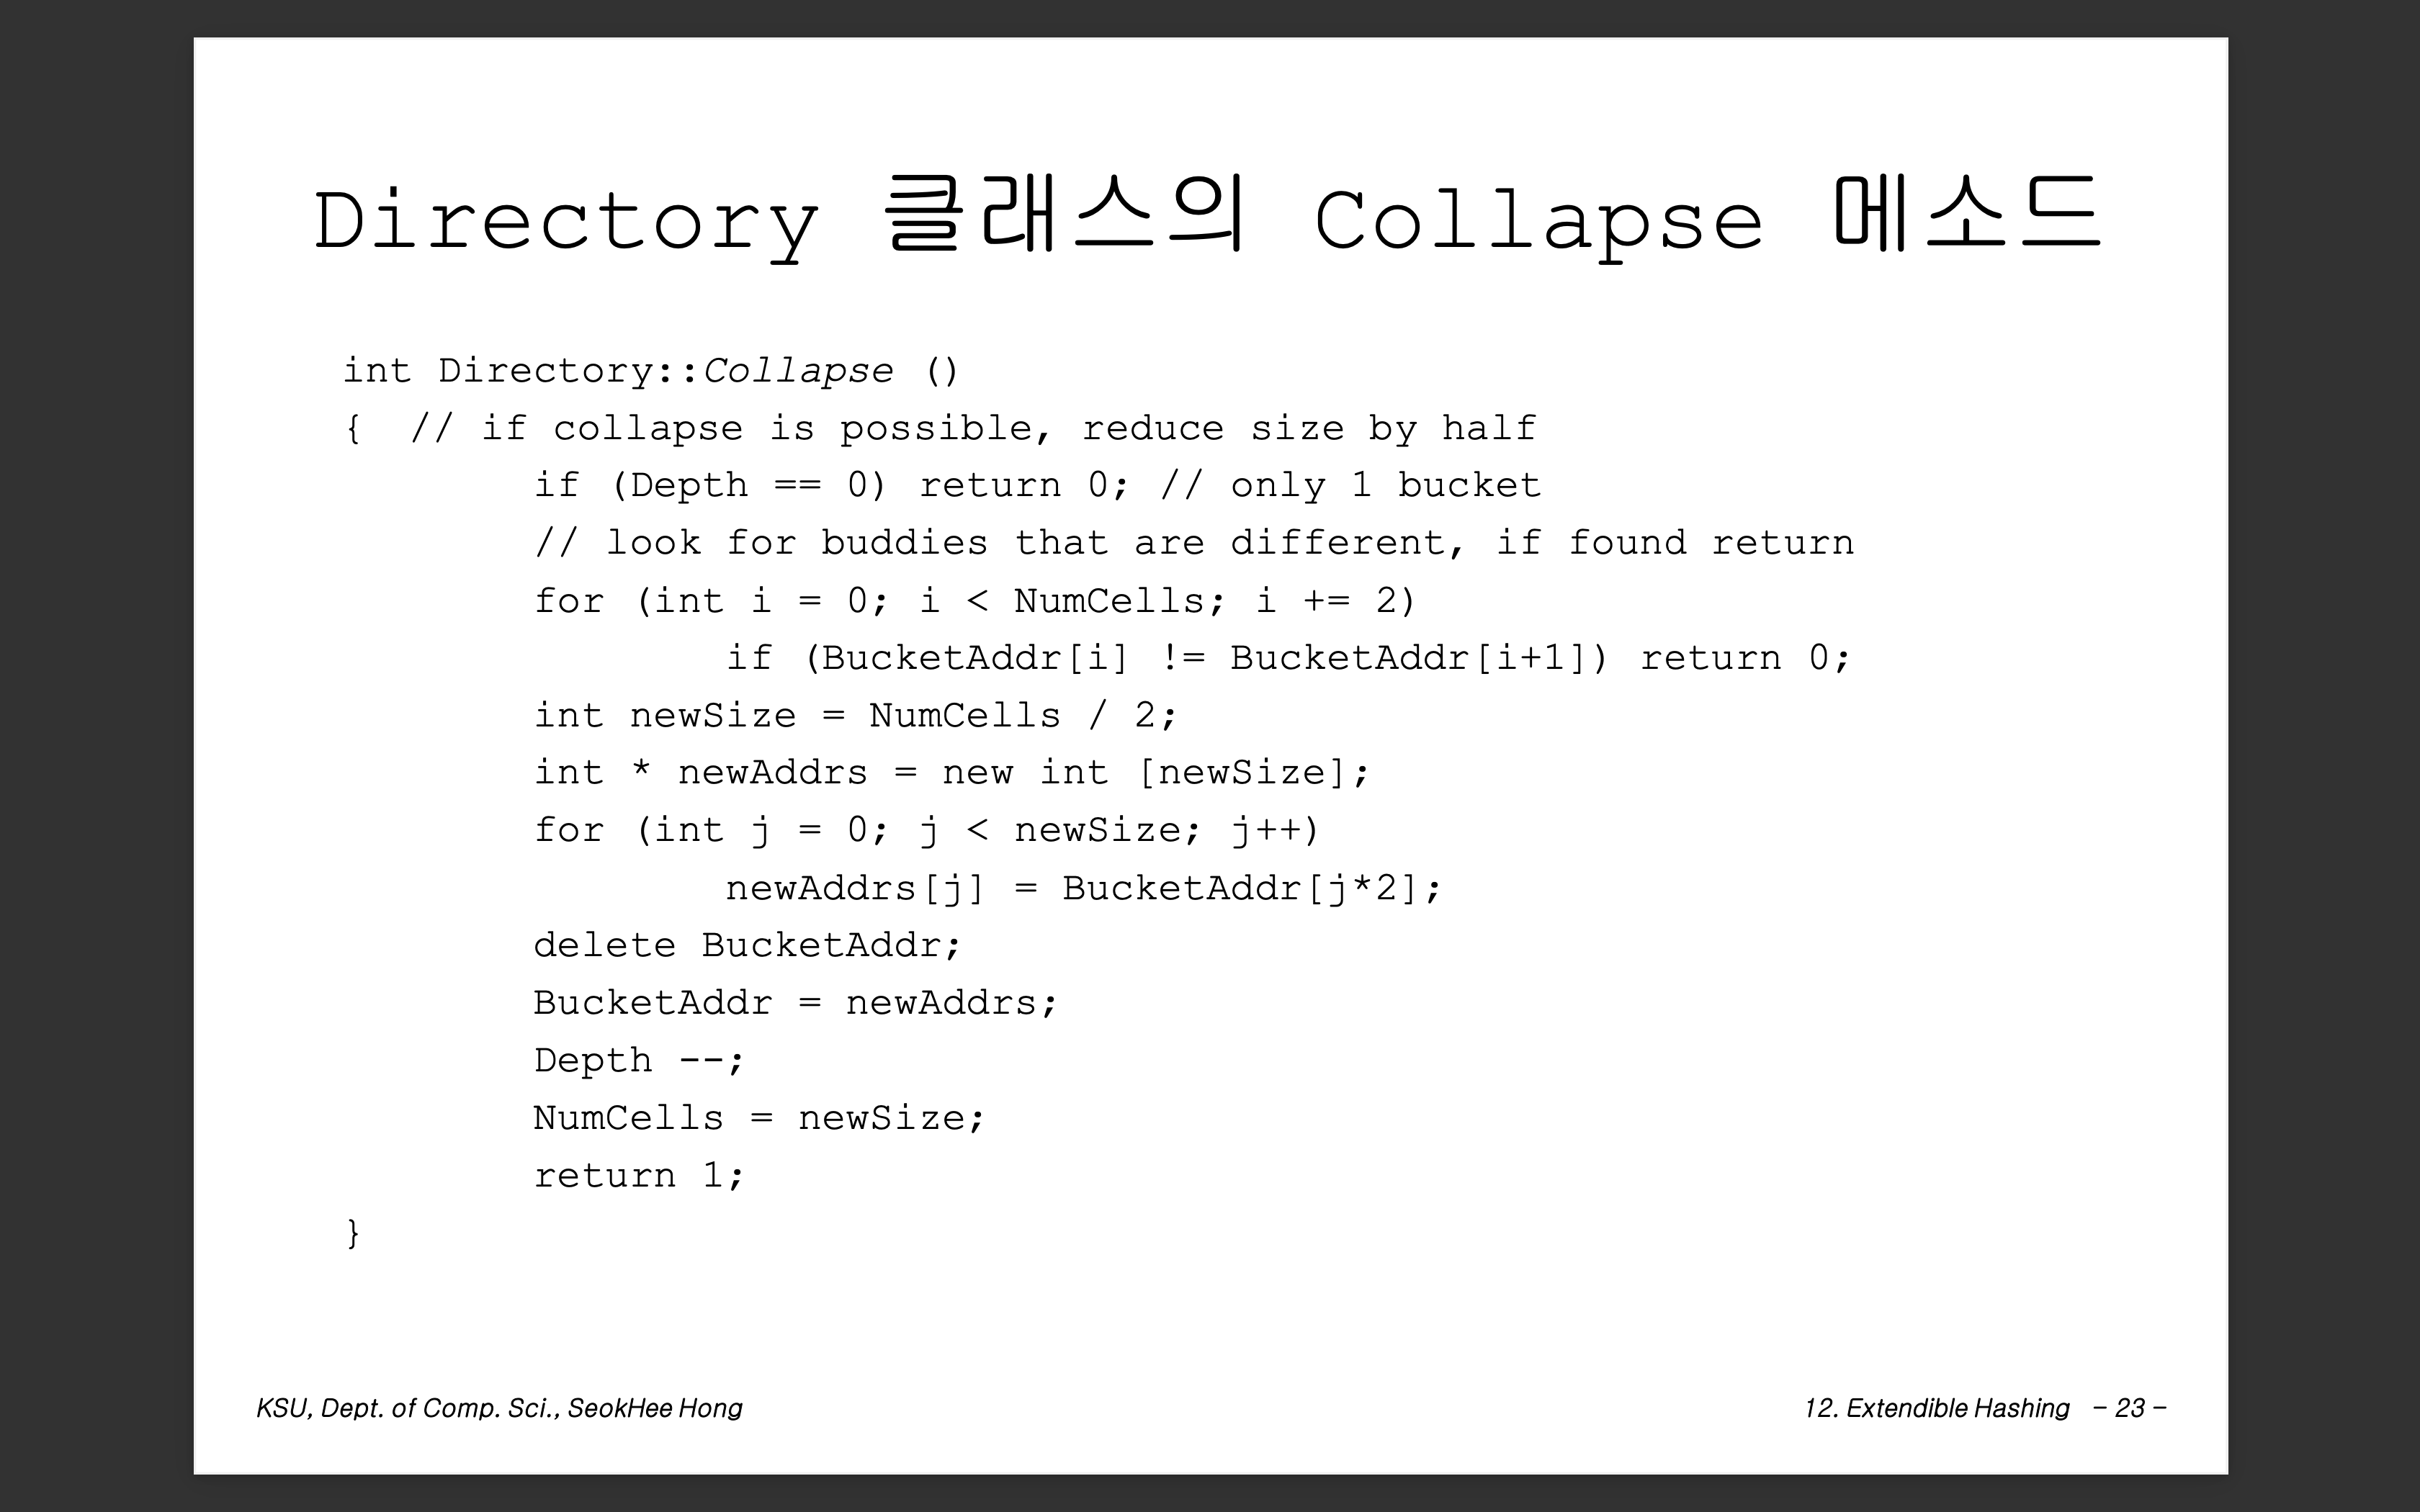 Directory 클래스의 Collapse 메소드
int Directory::Collapse ()
{  // if collapse is possible, reduce size by half
if (Depth == 0) return 0; // only 1 bucket
// look for buddies that are different, if found return
for (int i = 0; i < NumCells; i += 2)
if (BucketAddr[i] != BucketAddr[i+1]) return 0;
int newSize = NumCells / 2;
int * newAddrs = new int [newSize];
for (int j = 0; j < newSize; j++)
newAddrs[j] = BucketAddr[j*2];
delete BucketAddr;
BucketAddr = newAddrs;
Depth --;
NumCells = newSize;
return 1;
}
KSU, Dept. of Comp. Sci., SeokHee Hong
12. Extendible Hashing – 23 –